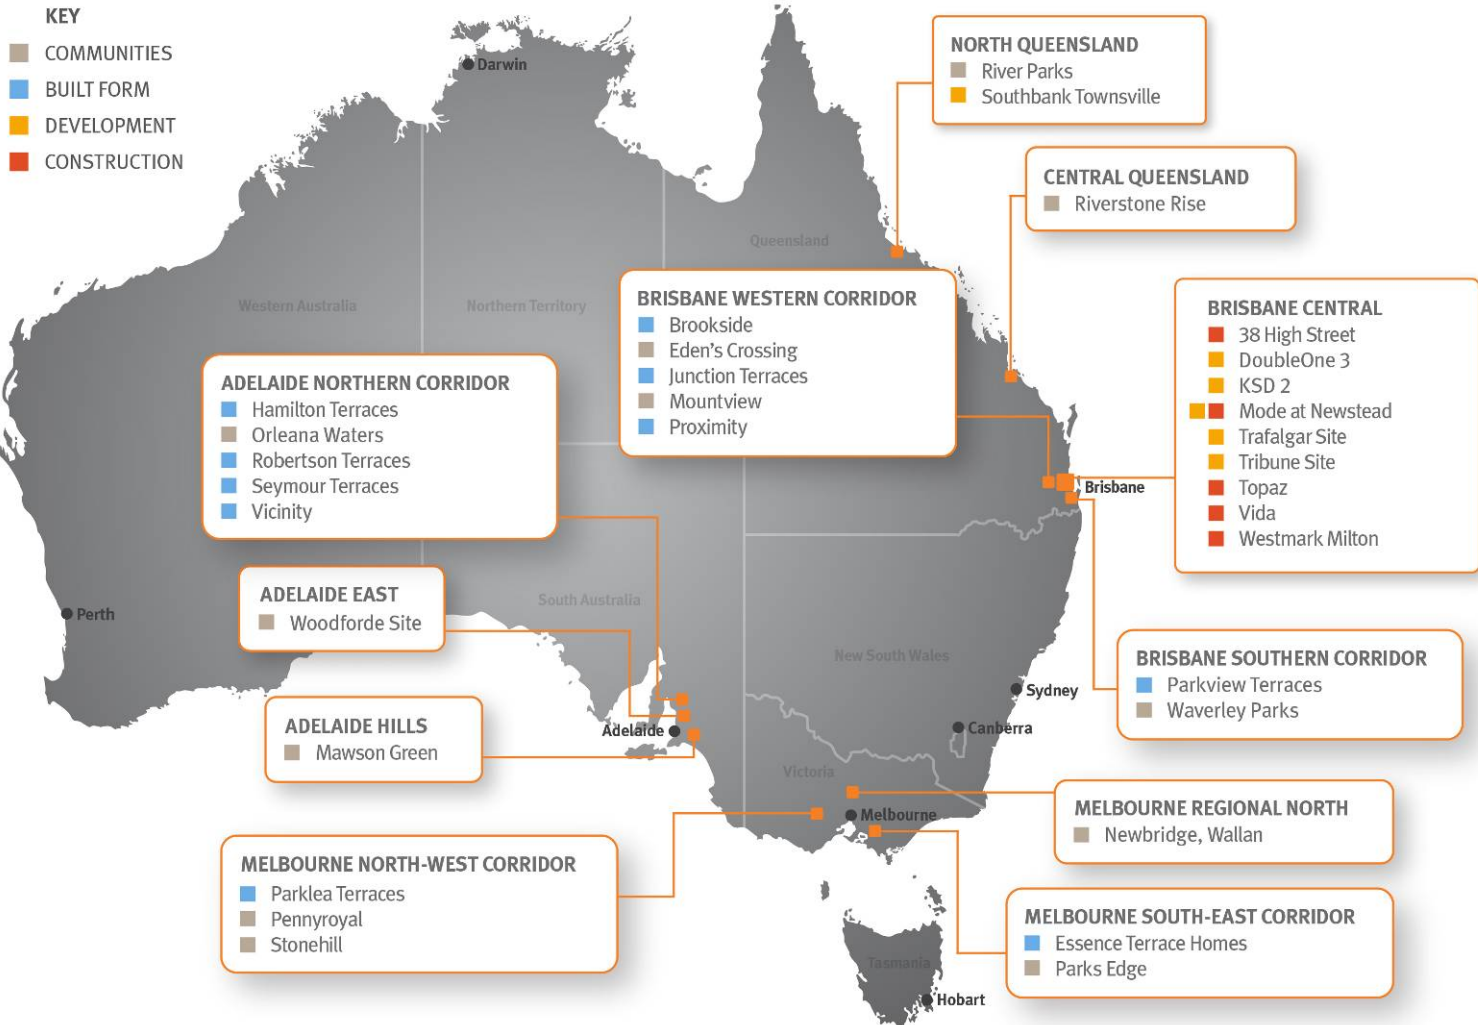 KEY
COMMUNITIES
BUILT FORM
DEVELOPMENT
CONSTRUCTION
Darwin
NORTH QUEENSLAND
River Parks
Southbank Townsville
CENTRAL QUEENSLAND
Riverstone Rise
Queensland
Western Australia
Northern Territory
BRISBANE WESTERN CORRIDOR
Brookside
Eden's Crossing
Junction Terraces
Mountview
Proximity
BRISBANE CENTRAL
38 High Street
DoubleOne 3
KSD 2
Mode at Newstead
Trafalgar Site
Tribune Site
Topaz
Vida
Westmark Milton
ADELAIDE NORTHERN CORRIDOR
Hamilton Terraces
Orleana Waters
Robertson Terraces
Seymour Terraces
Vicinity
Brisbane
ADELAIDE EAST
Woodforde Site
South Australia
Perth
New South Wales
BRISBANE SOUTHERN CORRIDOR
Parkview Terraces
Waverley Parks
Sydney
ADELAIDE HILLS
Mawson Green
Adelaide
Canberra
Victoria
Melbourne
MELBOURNE REGIONAL NORTH
Newbridge, Wallan
MELBOURNE NORTH-WEST CORRIDOR
Parklea Terraces
Pennyroyal
Stonehill
MELBOURNE SOUTH-EAST CORRIDOR
Essence Terrace Homes
Parks Edge
Tasmania
Hobart